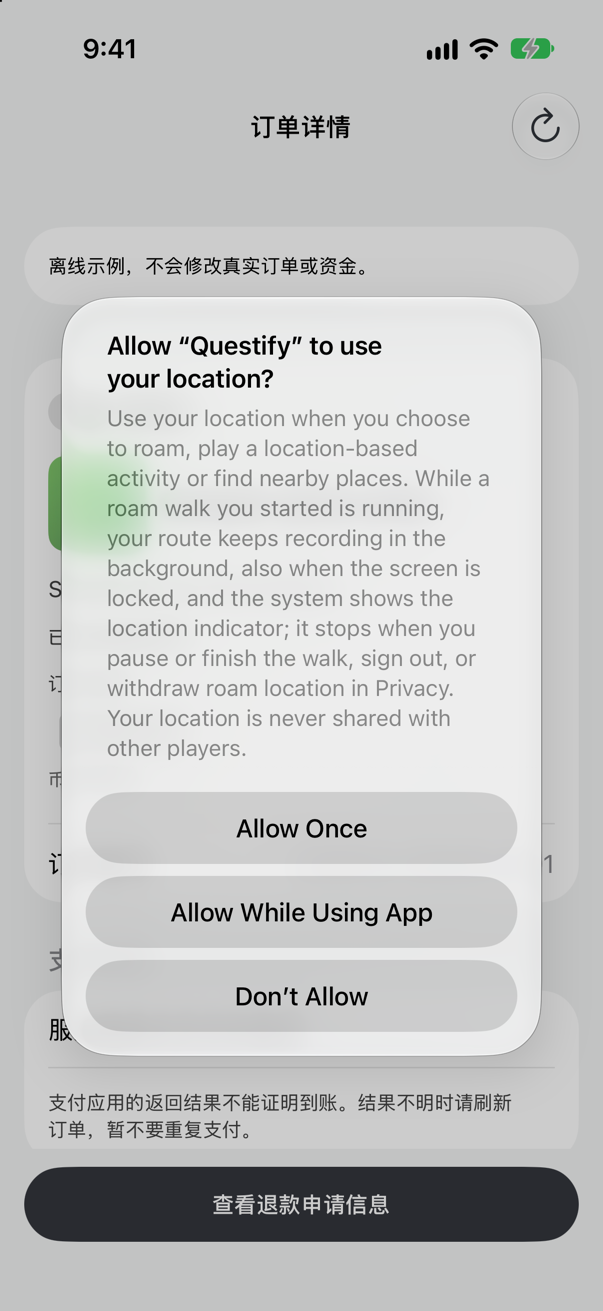 9:41
订单详情
离线示例，不会修改真实订单或资金。
Allow “Questify” to use
your location?
Use your location when you choose
to roam, play a location-based
activity or find nearby places. While a
roam walk you started is running,
your route keeps recording in the
background, also when the screen is
locked, and the system shows the
location indicator; it stops when you
pause or finish the walk, sign out, or
withdraw roam location in Privacy.
Your location is never shared with
other players.
Allow Once
Allow While Using App
Don’t Allow
S
已
订
币
订
1
支
服
支付应用的返回结果不能证明到账。结果不明时请刷新
订单，暂不要重复支付。
查看退款申请信息